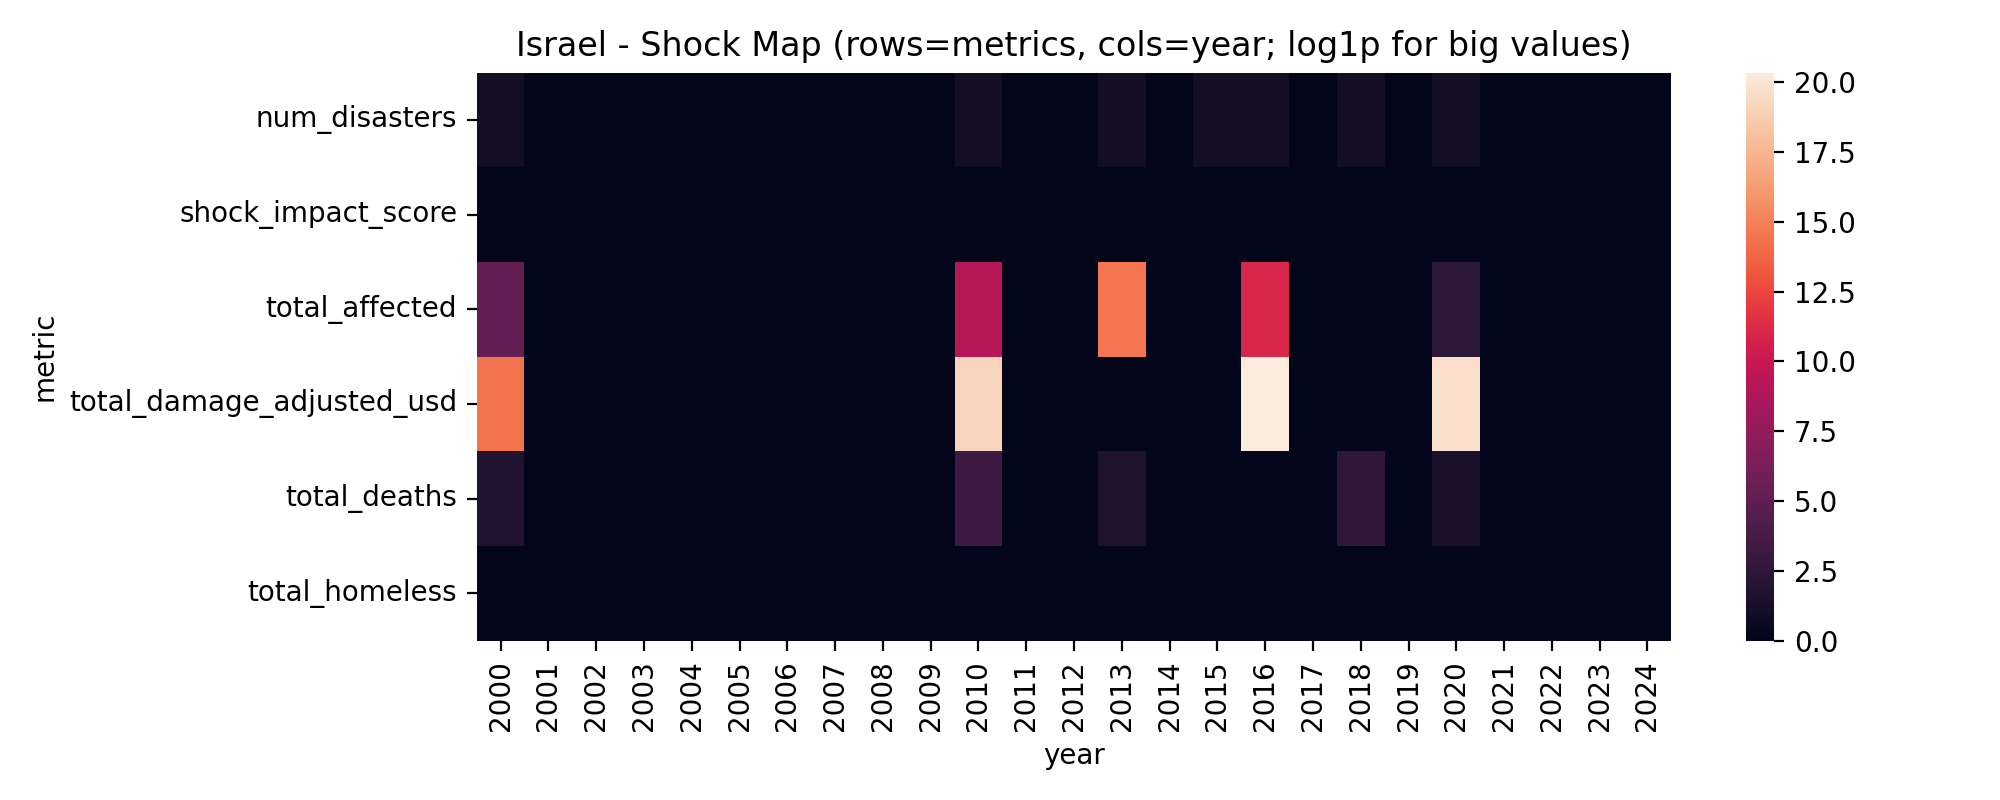 Israel - Shock Map (rows=metrics, cols=year; log1p for big values)
num_disasters
shock_impact_score
total_affected
total_damage_adjusted_usd
total_deaths
total_homeless
metric
2000 2001 2002 2003 2004 2005 2006 2007 2008 2009 2010 2011 2012 2013 2014 2015 2016 2017 2018 2019 2020 2021 2022 2023 2024
year
20.0
17.5
15.0
12.5
10.0
7.5
5.0
2.5
0.0